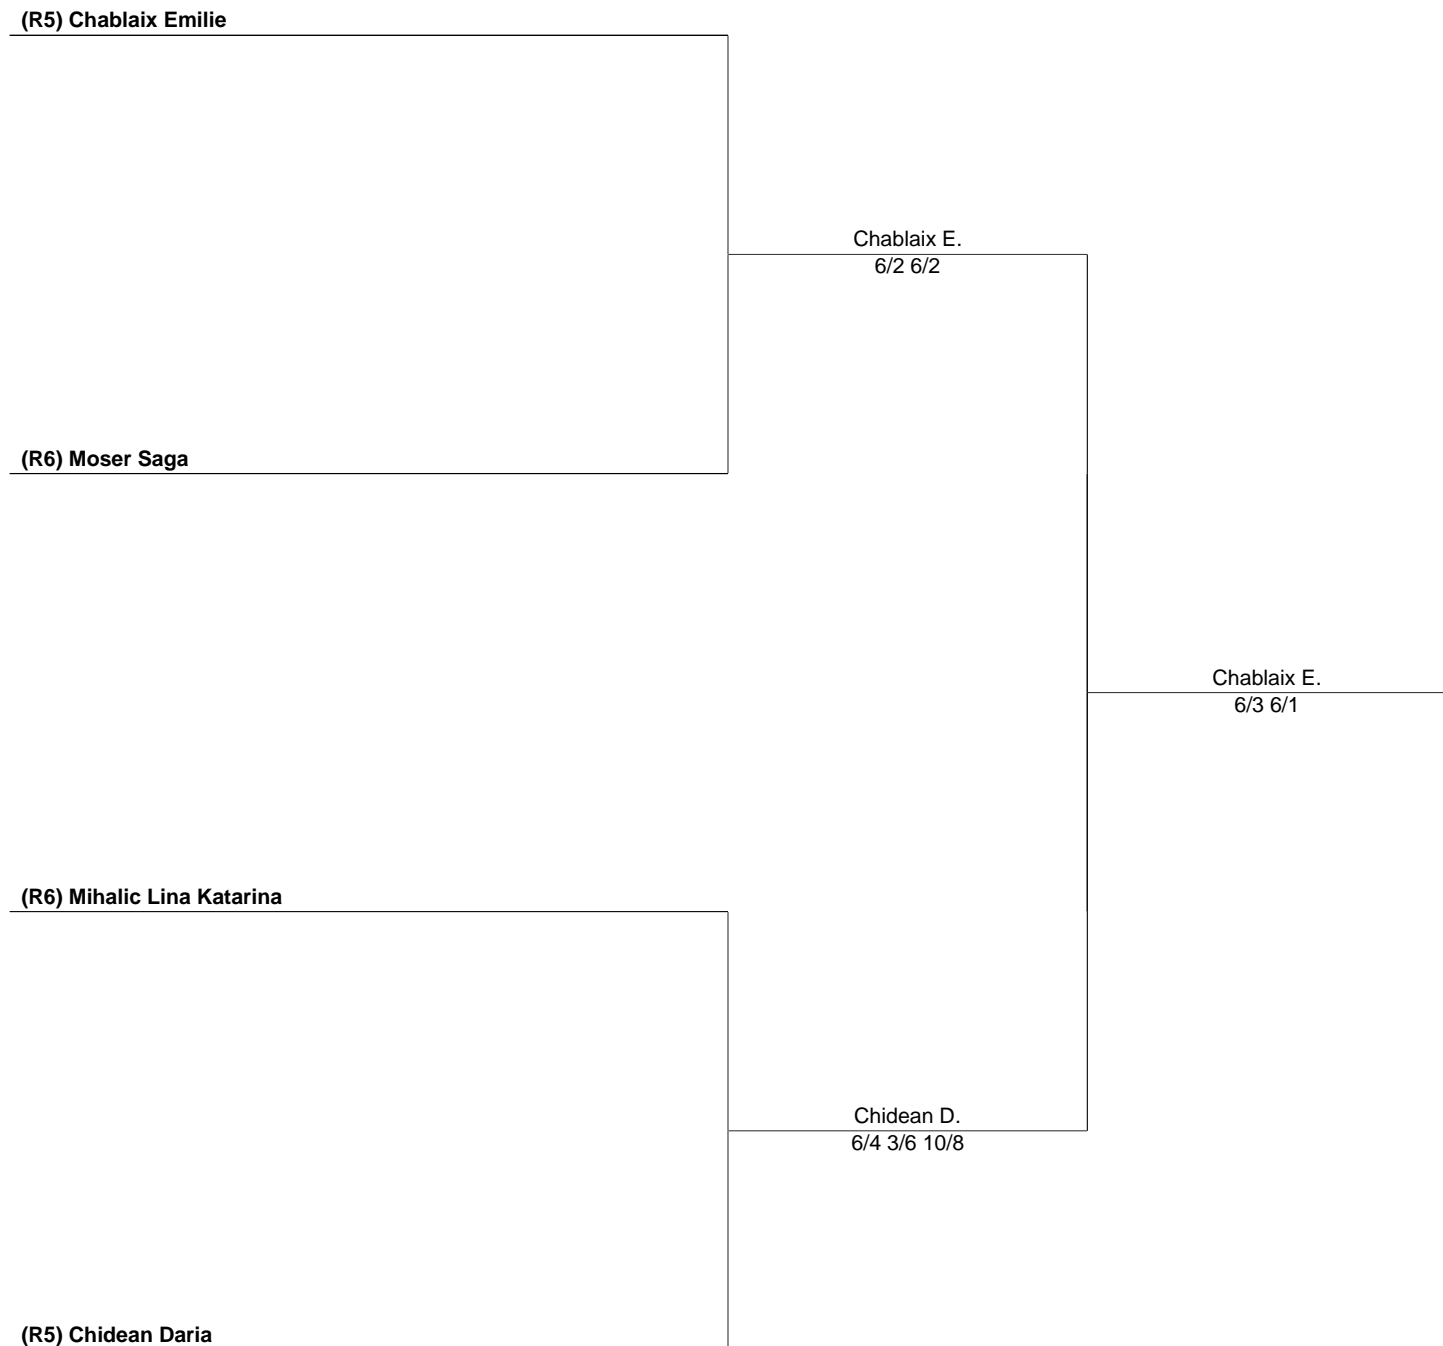 (R5) Chablaix Emilie
Chablaix E.
6/2 6/2
(R6) Moser Saga
Chablaix E.
6/3 6/1
(R6) Mihalic Lina Katarina
Chidean D.
6/4 3/6 10/8
(R5) Chidean Daria